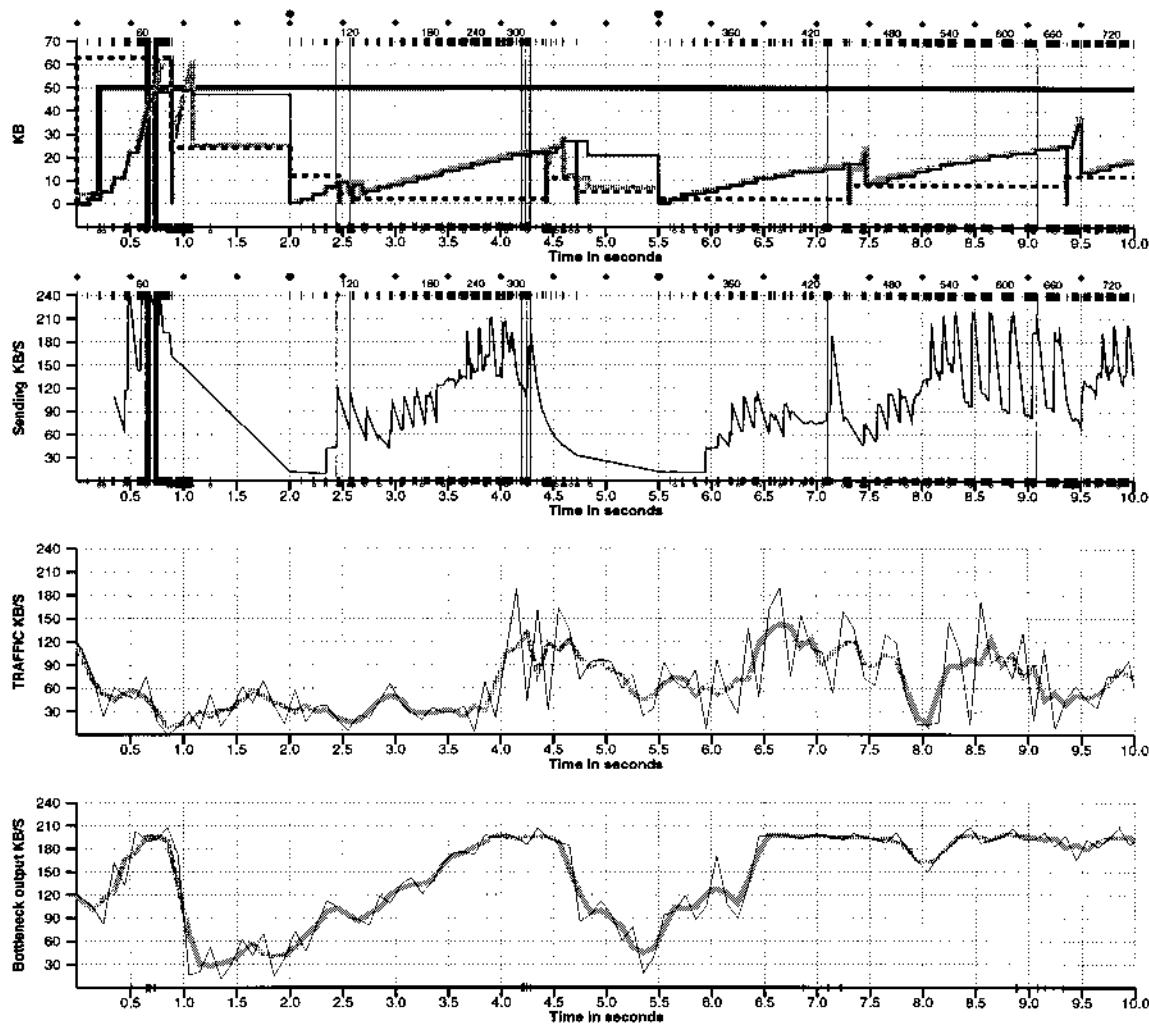 60 120 180 240 300 360 420 480 540 600 660 720
70
60
50
40
30
20
10
0
KB
0.5 1.0 1.5 2.0 2.5 3.0 3.5 4.0 4.5 5.0 5.5 6.0 6.5 7.0 7.5 8.0 8.5 9.0 9.5 10.0
Time in seconds
60 120 180 240 300 360 420 480 540 600 660 720
240
210
180
150
120
90
60
30
Sending KB/S
0.5 1.0 1.5 2.0 2.5 3.0 3.5 4.0 4.5 5.0 5.5 6.0 6.5 7.0 7.5 8.0 8.5 9.0 9.5 10.0
Time in seconds
240
210
180
150
120
90
60
30
TRAFFIC KB/S
0.5 1.0 1.5 2.0 2.5 3.0 3.5 4.0 4.5 5.0 5.5 6.0 6.5 7.0 7.5 8.0 8.5 9.0 9.5 10.0
Time in seconds
240
210
180
150
120
90
60
30
Bottleneck output KB/S
0.5 1.0 1.5 2.0 2.5 3.0 3.5 4.0 4.5 5.0 5.5 6.0 6.5 7.0 7.5 8.0 8.5 9.0 9.5 10.0
Time in seconds